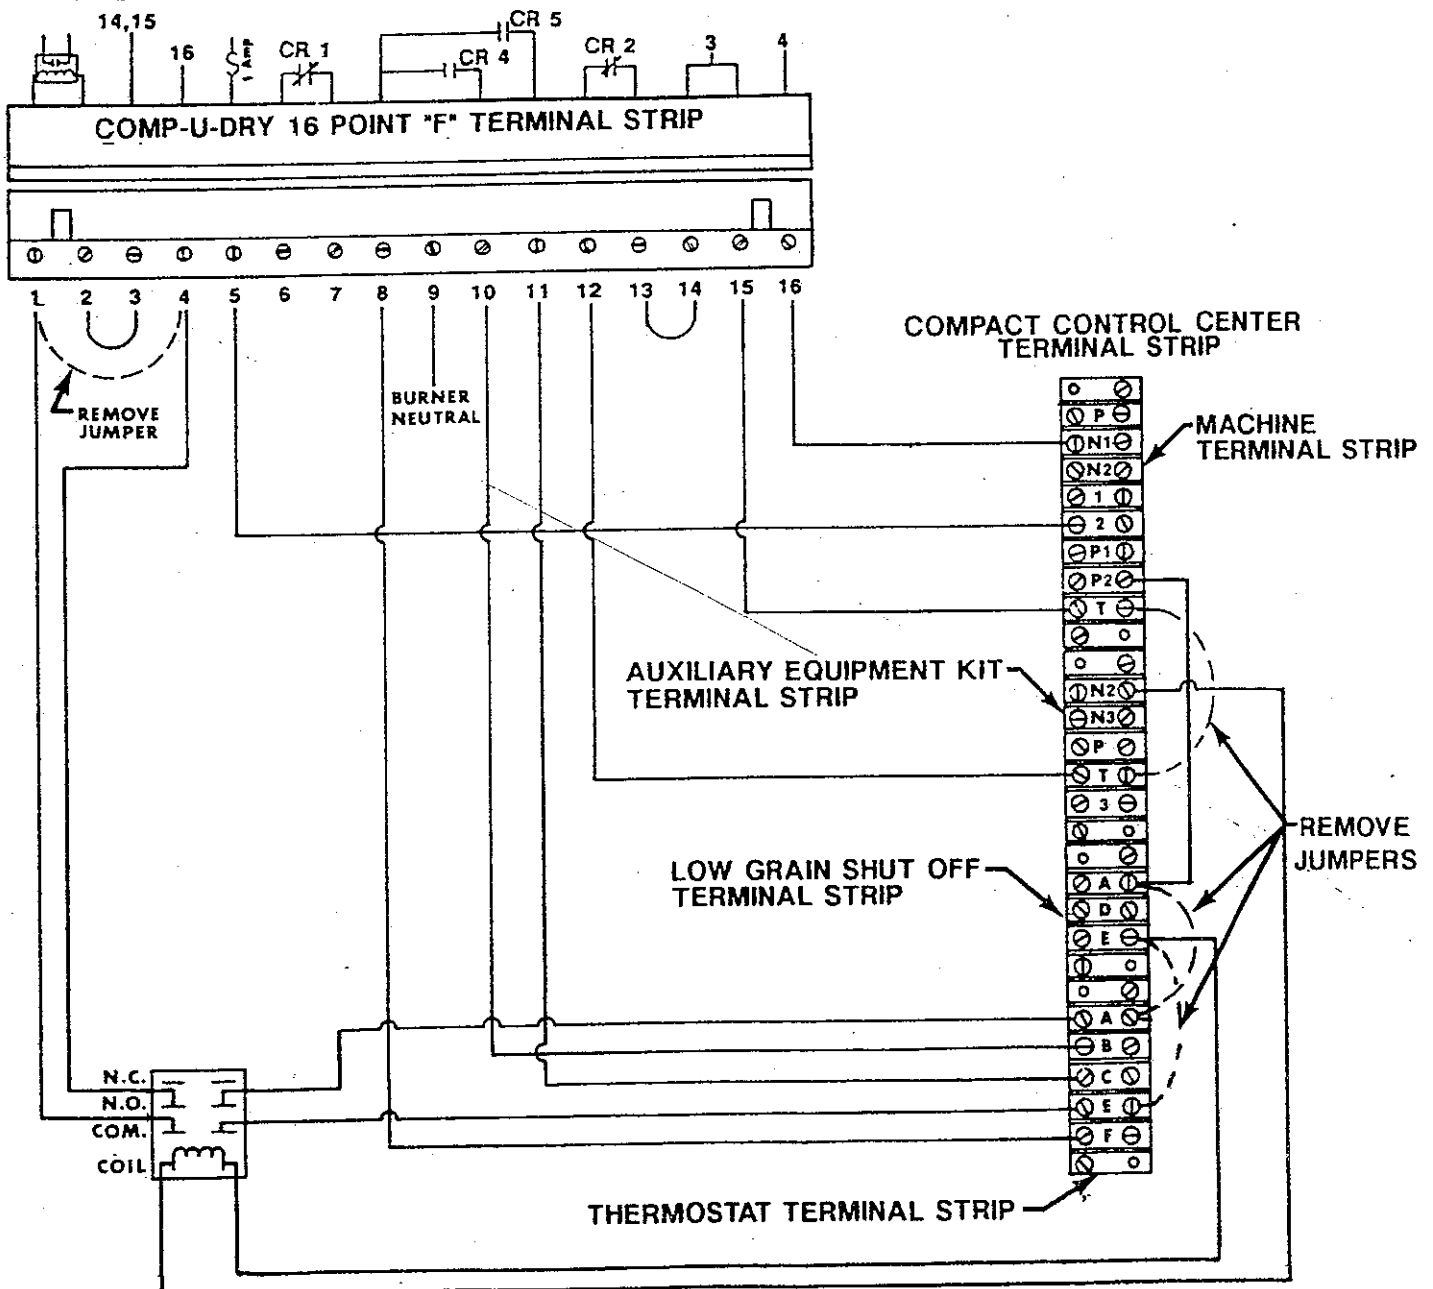 14,15
16
1 Amp
CR 1
CR 5
CR 4
CR 2
3
4
COMP-U-DRY 16 POINT "F" TERMINAL STRIP
1 2 3 4 5 6 7 8 9 10 11 12 13 14 15 16
REMOVE
JUMPER
BURNER
NEUTRAL
COMPACT CONTROL CENTER
TERMINAL STRIP
P
N1
N2
1
2
P1
P2
T
MACHINE
TERMINAL STRIP
AUXILIARY EQUIPMENT KIT
TERMINAL STRIP
N2
N3
P
T
3
REMOVE
JUMPERS
LOW GRAIN SHUT OFF
TERMINAL STRIP
A
D
E
A
B
C
E
F
N.C.
N.O.
COM.
COIL
THERMOSTAT TERMINAL STRIP